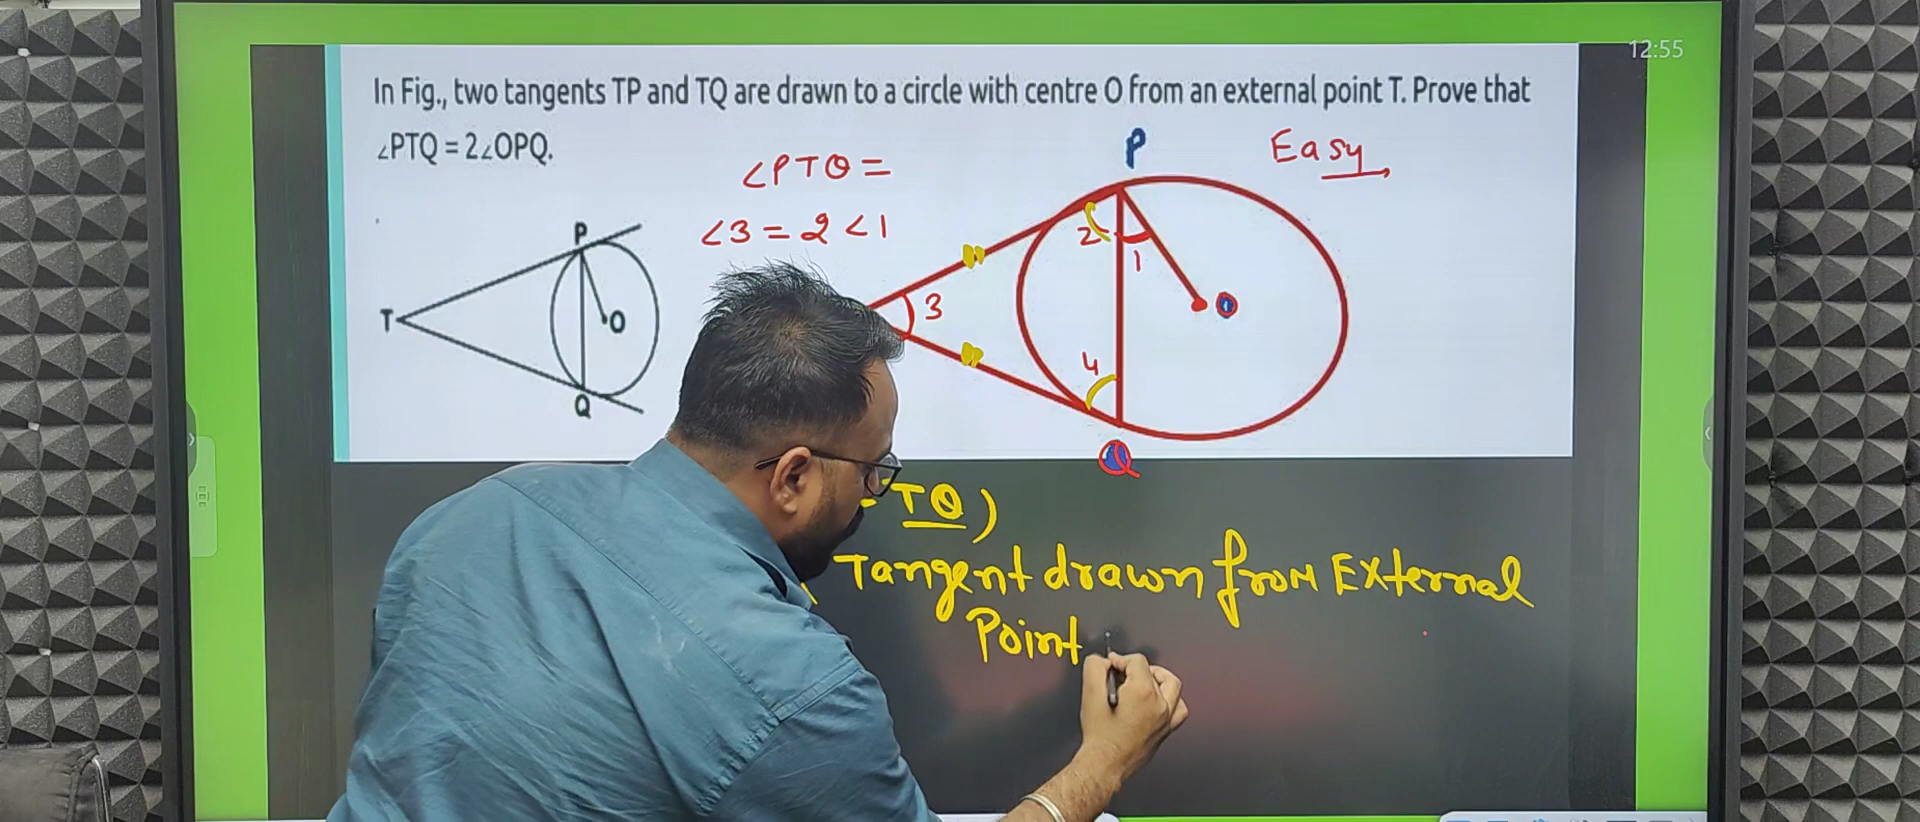 12:55
In Fig., two tangents TP and TQ are drawn to a circle with centre O from an external point T. Prove that
∠PTQ = 2∠OPQ.
∠PTQ =
∠3 = 2∠1
Easy
P
T
O
Q
P
2
1
3
4
O
Q
TQ)
Tangent drawn from External
Point